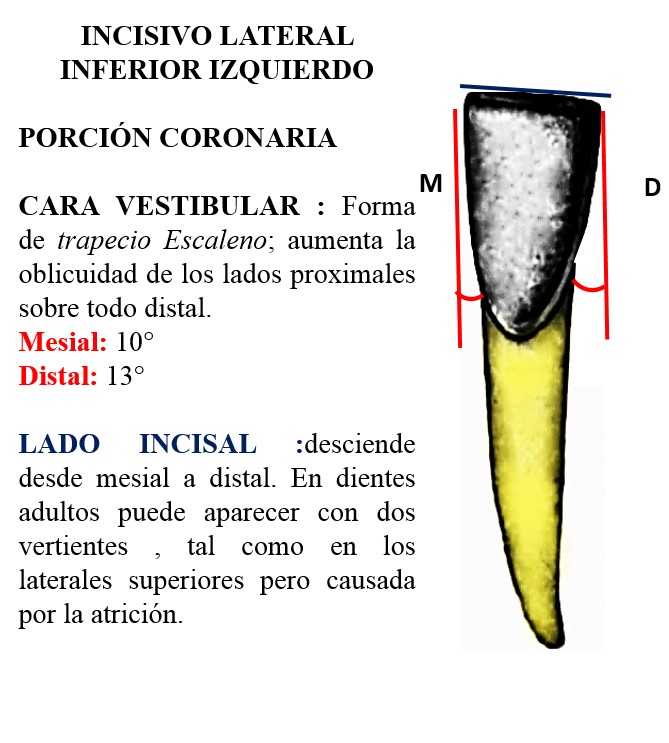 INCISIVO LATERAL
INFERIOR IZQUIERDO
PORCIÓN CORONARIA
CARA VESTIBULAR : Forma
de trapecio Escaleno; aumenta la
oblicuidad de los lados proximales
sobre todo distal.
Mesial: 10°
Distal: 13°
LADO INCISAL :desciende
desde mesial a distal. En dientes
adultos puede aparecer con dos
vertientes , tal como en los
laterales superiores pero causada
por la atrición.
M
D